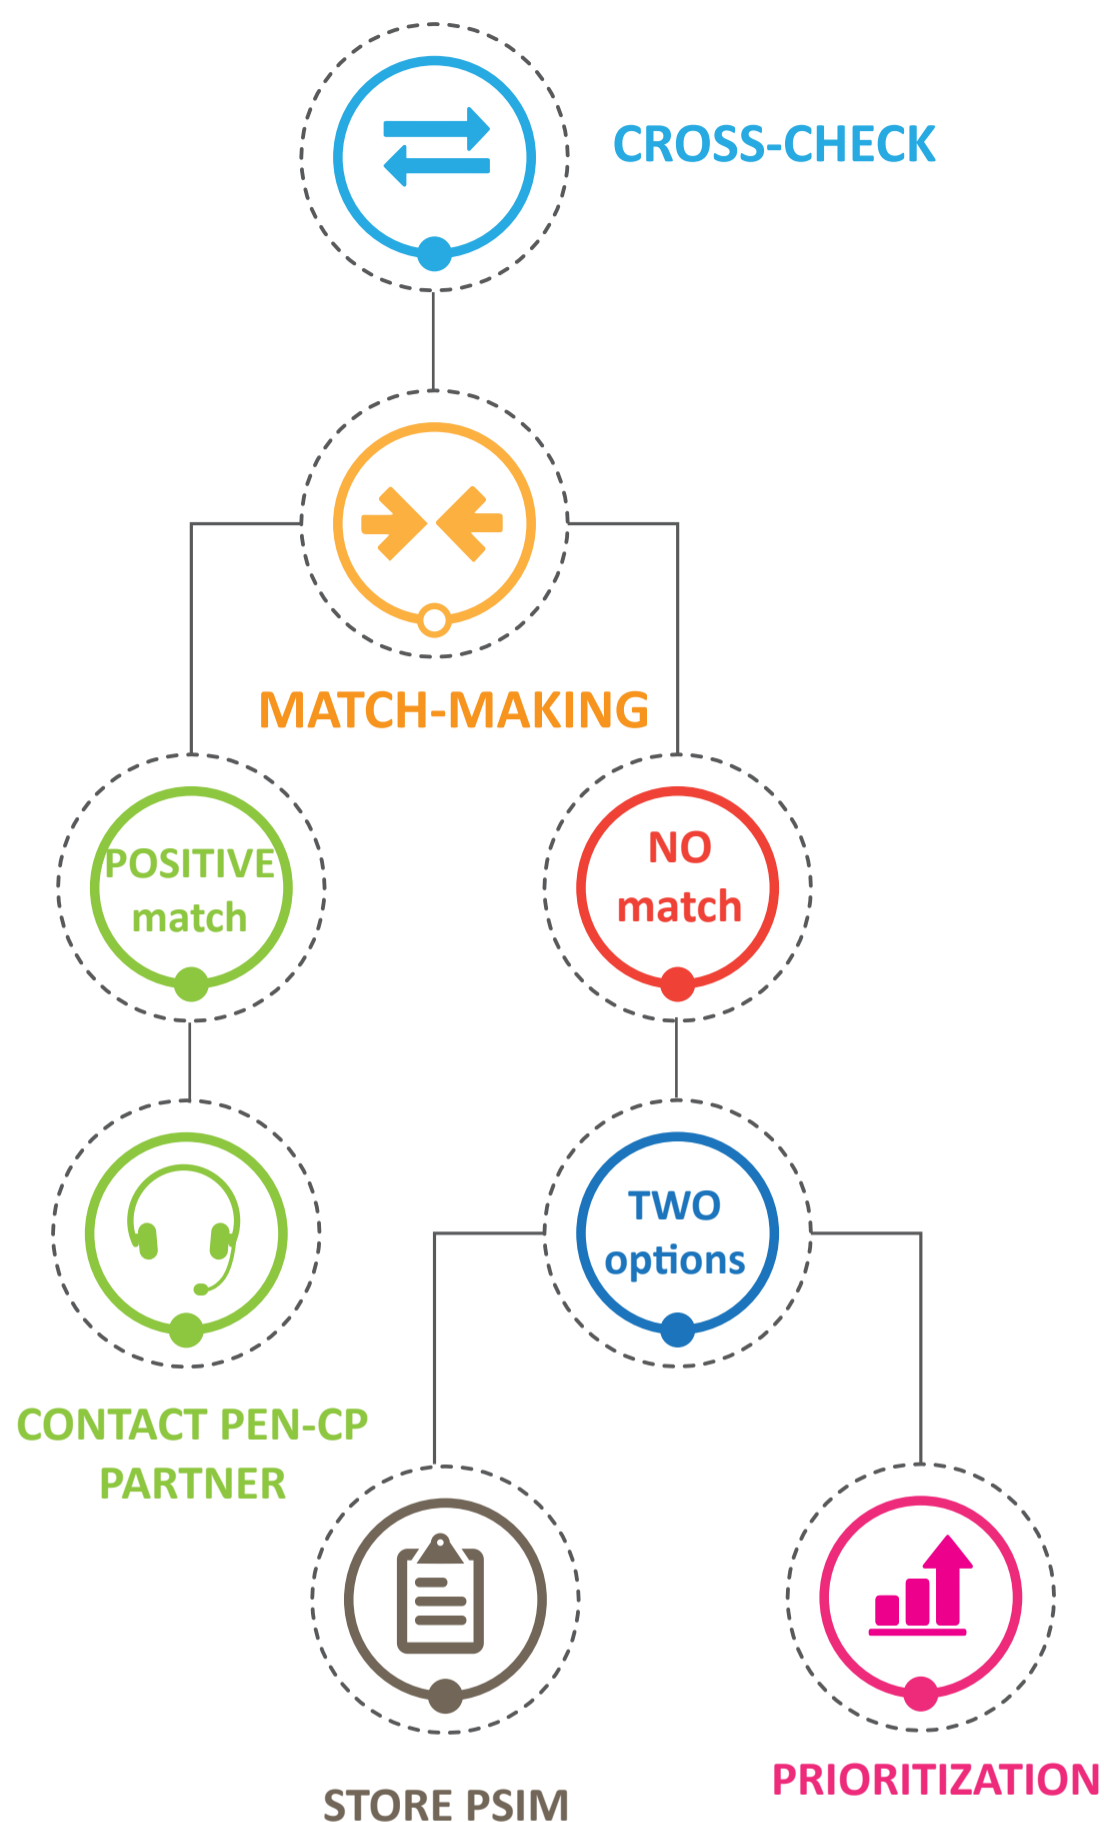 CROSS-CHECK
MATCH-MAKING
POSITIVE
match
NO
match
TWO
options
CONTACT PEN-CP
PARTNER
STORE PSIM
PRIORITIZATION